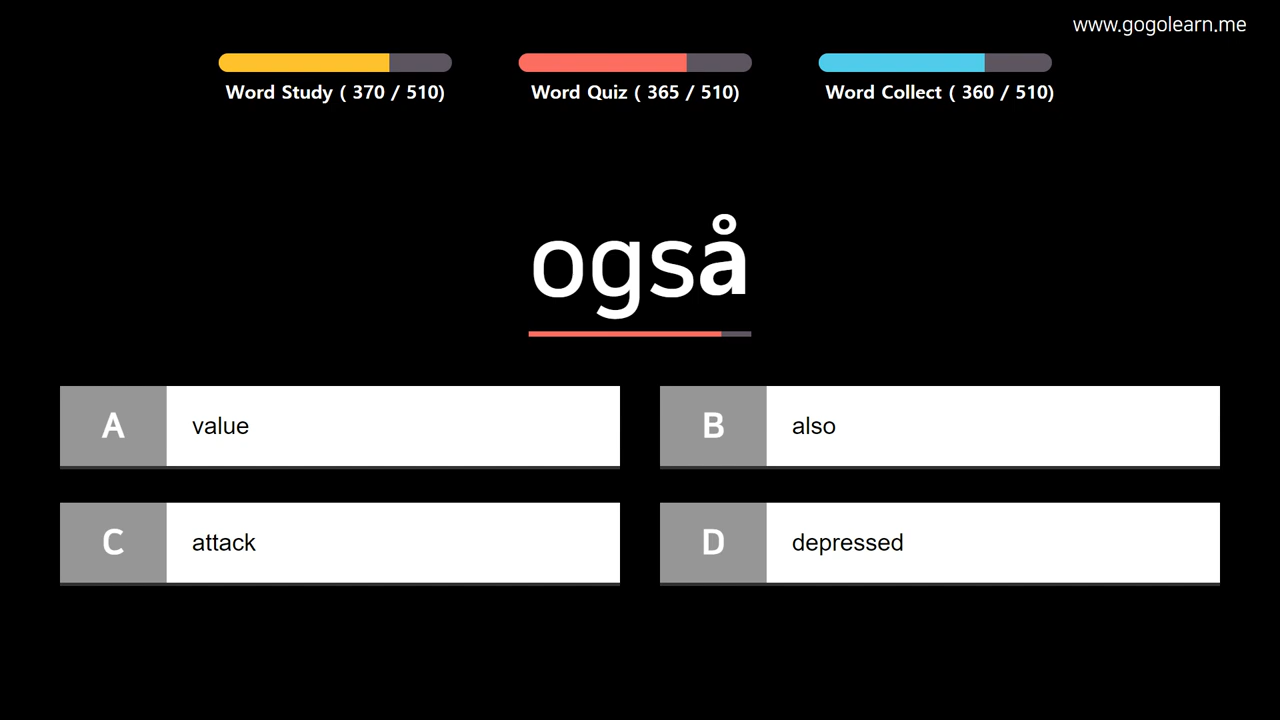 www.gogolearn.me
Word Study ( 370 / 510)
Word Quiz ( 365 / 510)
Word Collect ( 360 / 510)
også
A value
B also
C attack
D depressed